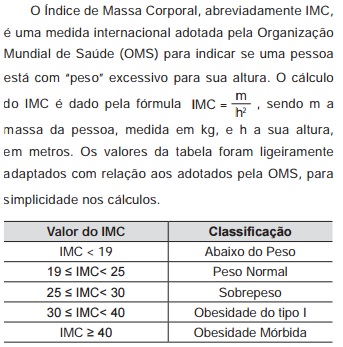 O Índice de Massa Corporal, abreviadamente IMC,
é uma medida internacional adotada pela Organização
Mundial de Saúde (OMS) para indicar se uma pessoa
está com “peso” excessivo para sua altura. O cálculo
do IMC é dado pela fórmula IMC = m/h², sendo m a
massa da pessoa, medida em kg, e h a sua altura,
em metros. Os valores da tabela foram ligeiramente
adaptados com relação aos adotados pela OMS, para
simplicidade nos cálculos.
Valor do IMC Classificação
IMC < 19 Abaixo do Peso
19 ≤ IMC< 25 Peso Normal
25 ≤ IMC< 30 Sobrepeso
30 ≤ IMC< 40 Obesidade do tipo I
IMC ≥ 40 Obesidade Mórbida